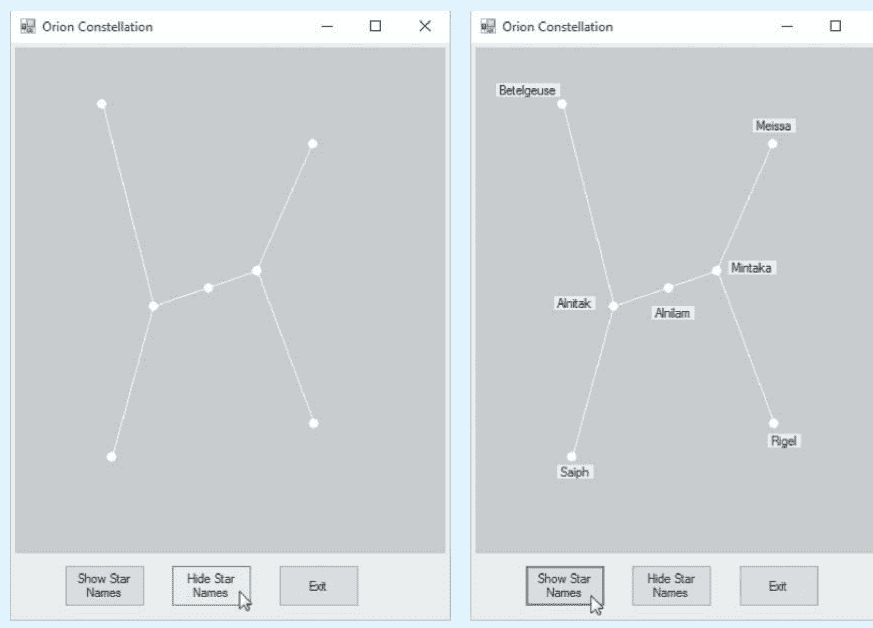 Orion Constellation
Show Star
Names
Hide Star
Names
Exit
Orion Constellation
Betelgeuse
Meissa
Mintaka
Alnitak
Alnilam
Rigel
Saiph
Show Star
Names
Hide Star
Names
Exit